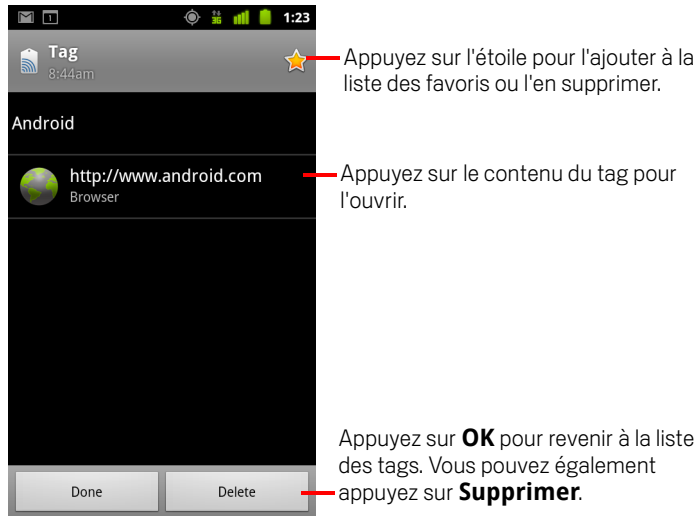 1:23
3G
1
Tag
8:44am
Appuyez sur l'étoile pour l'ajouter à la
liste des favoris ou l'en supprimer.
Android
http://www.android.com
Browser
Appuyez sur le contenu du tag pour
l'ouvrir.
Appuyez sur OK pour revenir à la liste
des tags. Vous pouvez également
appuyez sur Supprimer.
Done
Delete